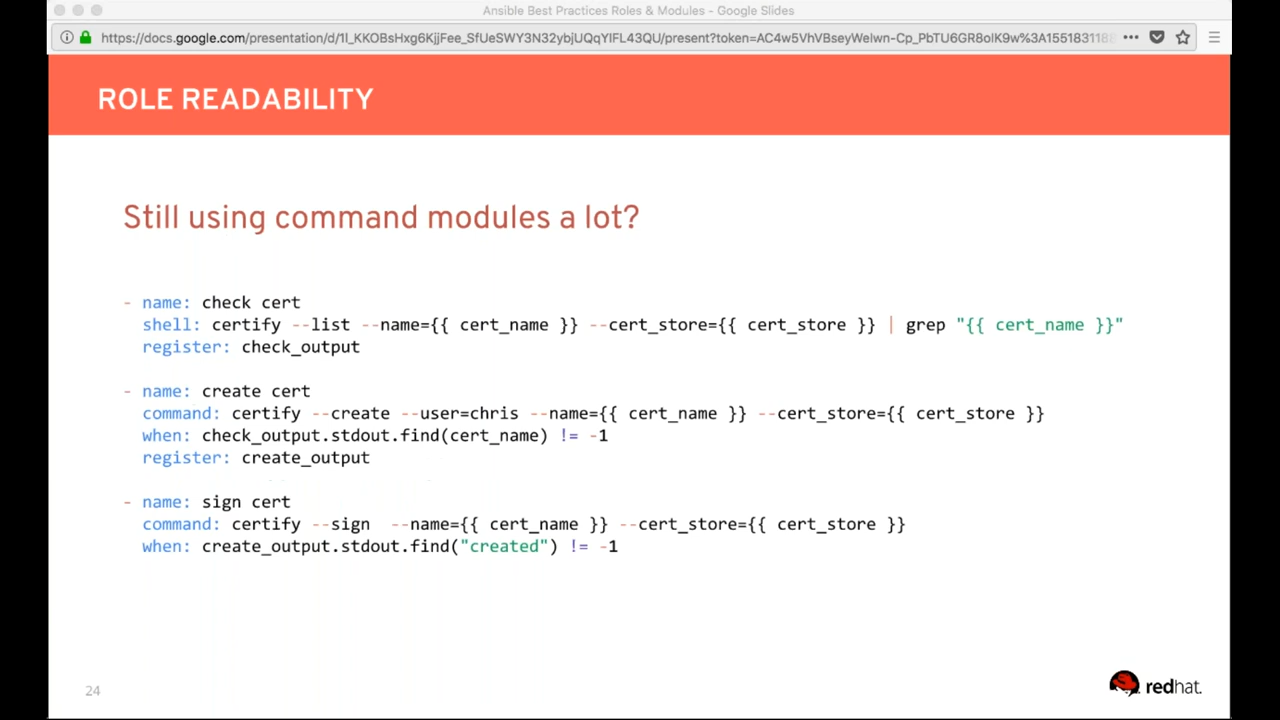 Ansible Best Practices Roles & Modules - Google Slides
ROLE READABILITY
Still using command modules a lot?
- name: check cert
shell: certify --list --name={{ cert_name }} --cert_store={{ cert_store }} | grep "{{ cert_name }}"
register: check_output
- name: create cert
command: certify --create --user=chris --name={{ cert_name }} --cert_store={{ cert_store }}
when: check_output.stdout.find(cert_name) != -1
register: create_output
- name: sign cert
command: certify --sign --name={{ cert_name }} --cert_store={{ cert_store }}
when: create_output.stdout.find("created") != -1
24
redhat.